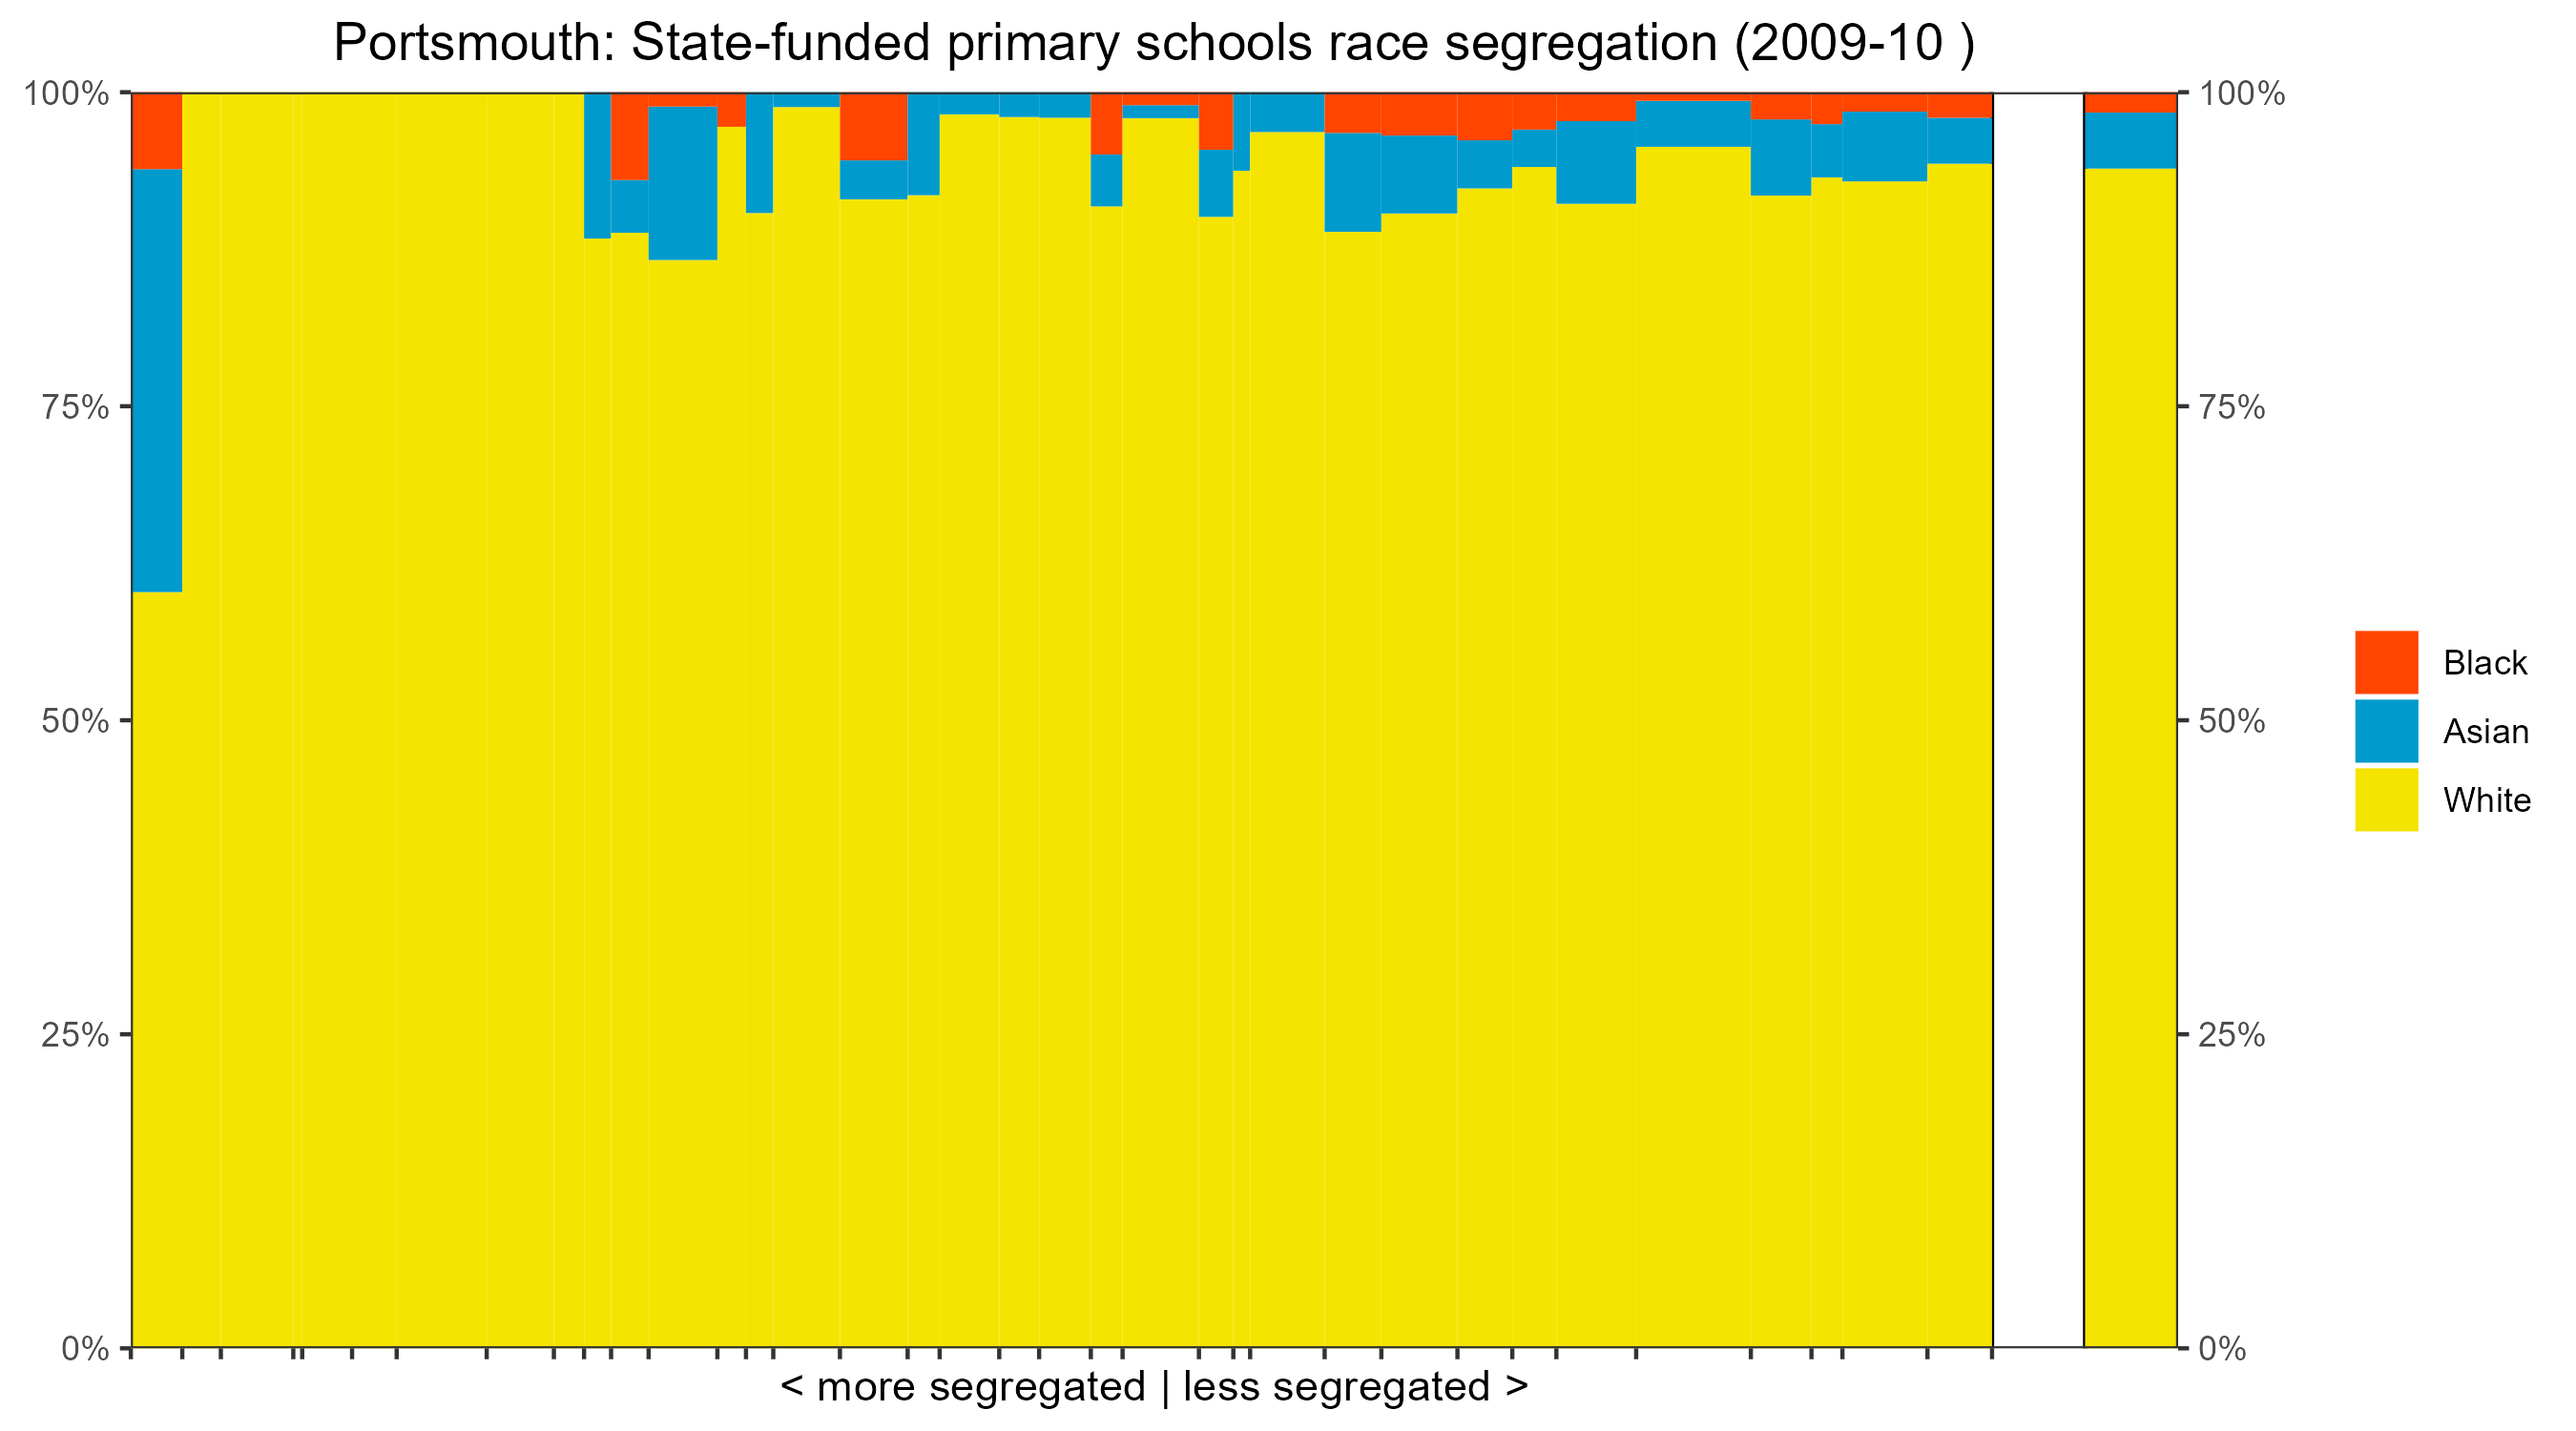 Portsmouth: State-funded primary schools race segregation (2009-10 )
100%
75%
50%
25%
0%
100%
75%
50%
25%
0%
Black
Asian
White
< more segregated | less segregated >